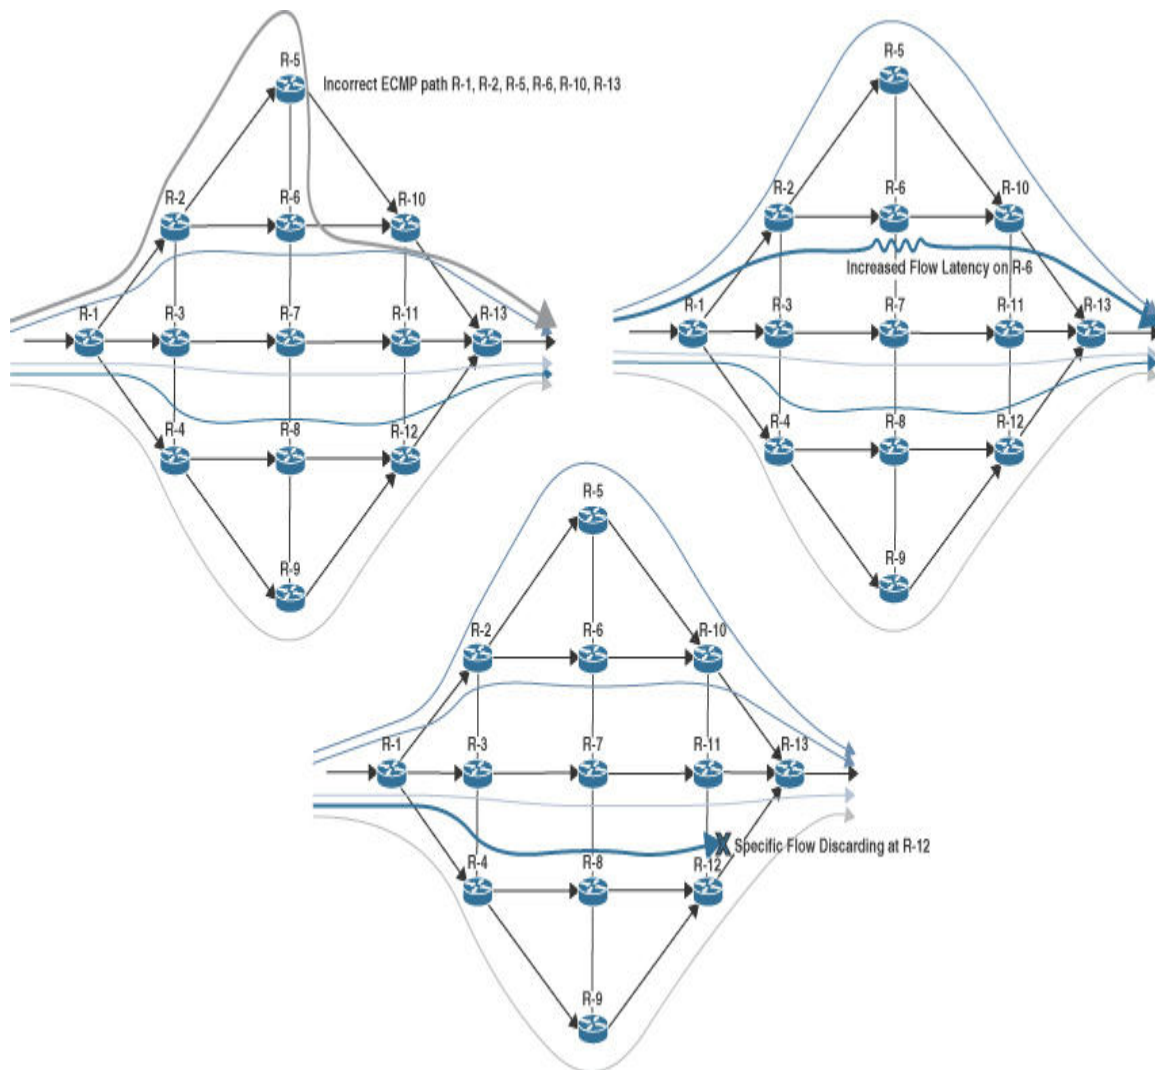 R-5
Incorrect ECMP path R-1, R-2, R-5, R-6, R-10, R-13
R-2
R-6
R-10
R-1
R-3
R-7
R-11
R-13
R-4
R-8
R-12
R-9
R-5
R-2
R-6
R-10
Increased Flow Latency on R-6
R-1
R-3
R-7
R-11
R-13
R-4
R-8
R-12
R-9
R-5
R-2
R-6
R-10
R-1
R-3
R-7
R-11
R-13
X Specific Flow Discarding at R-12
R-4
R-8
R-12
R-9